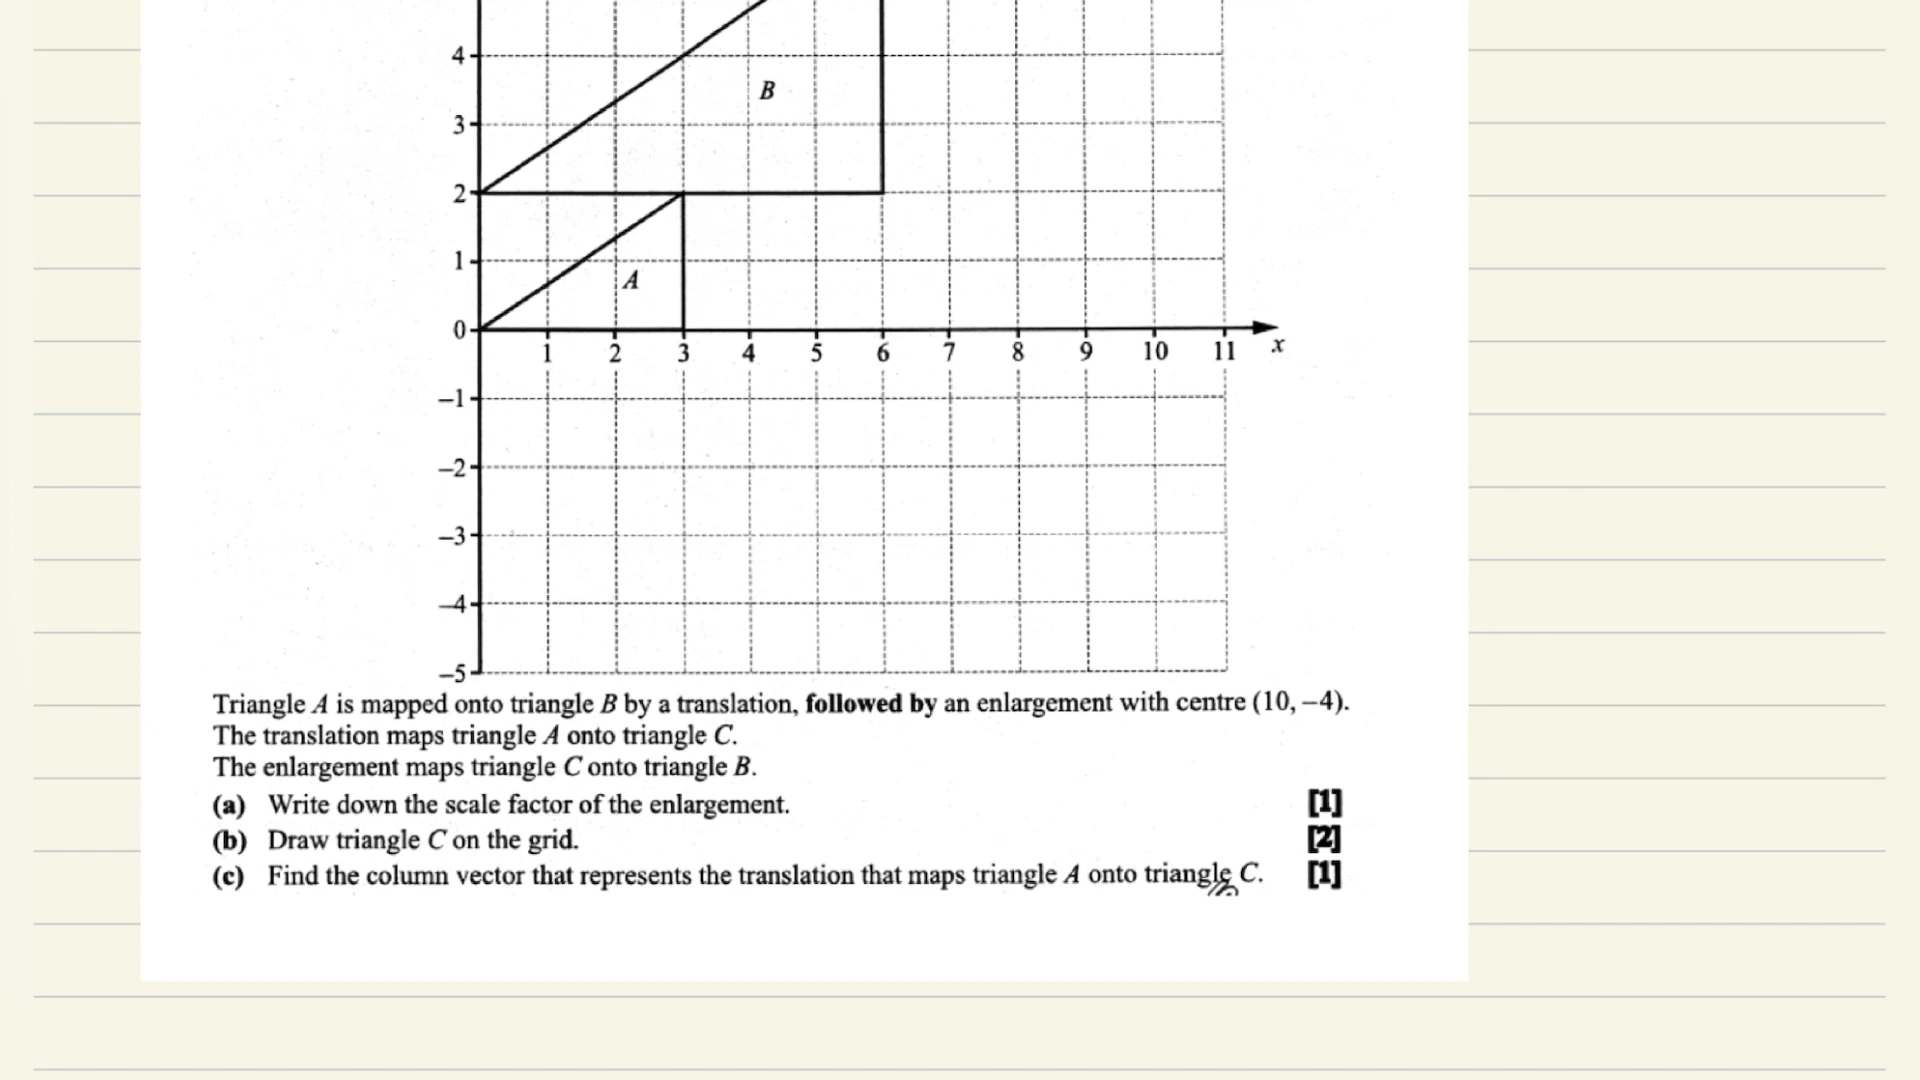 4
B
3
2
1
A
0
1 2 3 4 5 6 7 8 9 10 11 x
–1
–2
–3
–4
–5
Triangle A is mapped onto triangle B by a translation, followed by an enlargement with centre (10, –4).
The translation maps triangle A onto triangle C.
The enlargement maps triangle C onto triangle B.
(a) Write down the scale factor of the enlargement. [1]
(b) Draw triangle C on the grid. [2]
(c) Find the column vector that represents the translation that maps triangle A onto triangle C. [1]